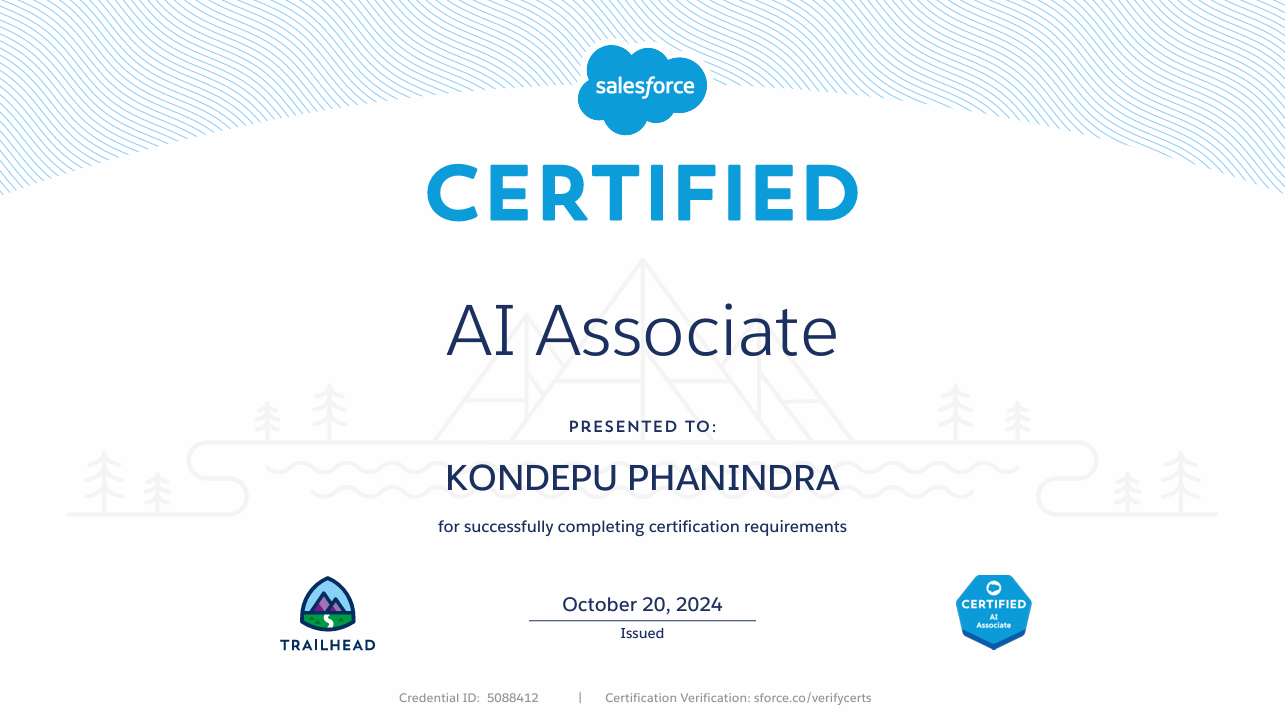 salesforce
CERTIFIED
AI Associate
PRESENTED TO:
KONDEPU PHANINDRA
for successfully completing certification requirements
TRAILHEAD
October 20, 2024
Issued
CERTIFIED
AI
Associate
Credential ID: 5088412 | Certification Verification: sforce.co/verifycerts